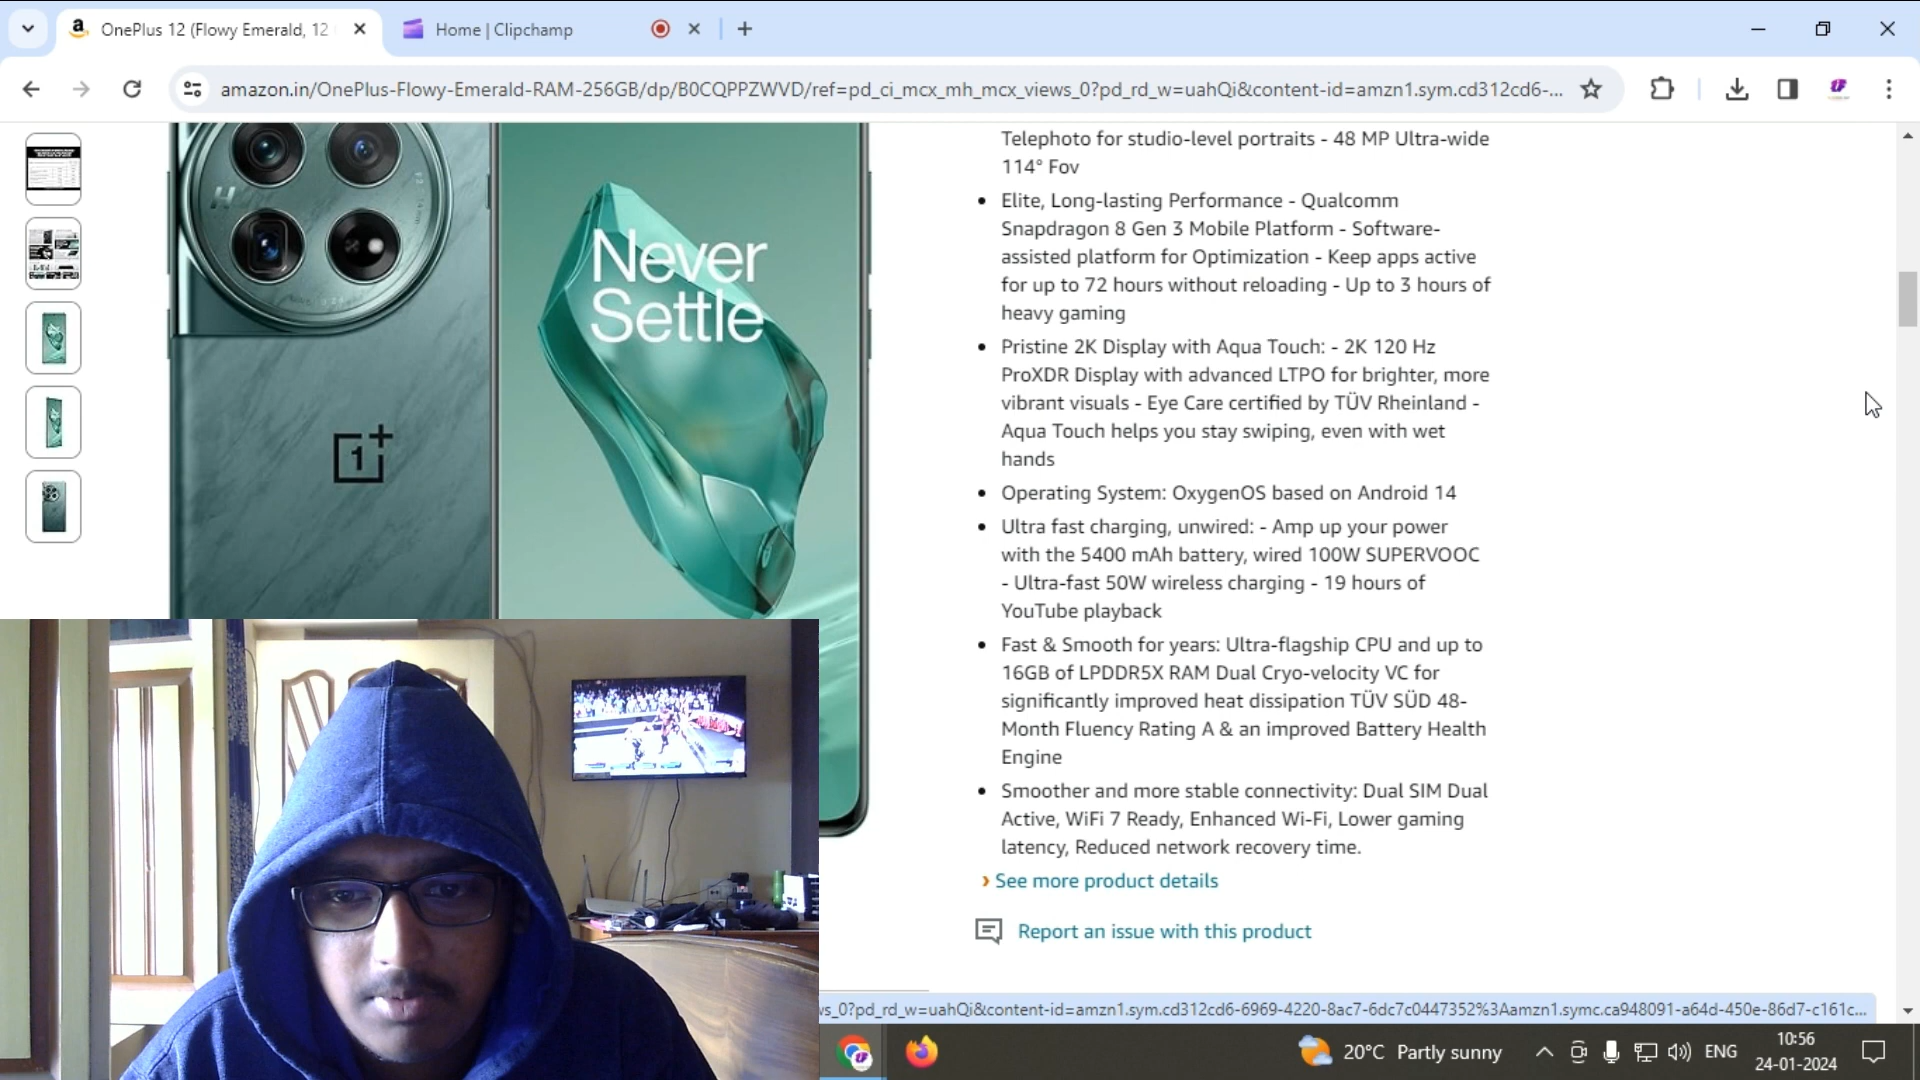 OnePlus 12 (Flowy Emerald, 12
Home | Clipchamp
amazon.in/OnePlus-Flowy-Emerald-RAM-256GB/dp/B0CQPPZWVD/ref=pd_ci_mcx_mh_mcx_views_0?pd_rd_w=uahQi&content-id=amzn1.sym.cd312cd6-...
Never
Settle
1+
Telephoto for studio-level portraits - 48 MP Ultra-wide
114° Fov
Elite, Long-lasting Performance - Qualcomm
Snapdragon 8 Gen 3 Mobile Platform - Software-
assisted platform for Optimization - Keep apps active
for up to 72 hours without reloading - Up to 3 hours of
heavy gaming
Pristine 2K Display with Aqua Touch: - 2K 120 Hz
ProXDR Display with advanced LTPO for brighter, more
vibrant visuals - Eye Care certified by TÜV Rheinland -
Aqua Touch helps you stay swiping, even with wet
hands
Operating System: OxygenOS based on Android 14
Ultra fast charging, unwired: - Amp up your power
with the 5400 mAh battery, wired 100W SUPERVOOC
- Ultra-fast 50W wireless charging - 19 hours of
YouTube playback
Fast & Smooth for years: Ultra-flagship CPU and up to
16GB of LPDDR5X RAM Dual Cryo-velocity VC for
significantly improved heat dissipation TÜV SÜD 48-
Month Fluency Rating A & an improved Battery Health
Engine
Smoother and more stable connectivity: Dual SIM Dual
Active, WiFi 7 Ready, Enhanced Wi-Fi, Lower gaming
latency, Reduced network recovery time.
› See more product details
Report an issue with this product
vs_0?pd_rd_w=uahQi&content-id=amzn1.sym.cd312cd6-6969-4220-8ac7-6dc7c0447352%3Aamzn1.symc.ca948091-a64d-450e-86d7-c161c...
20°C Partly sunny
ENG
10:56
24-01-2024